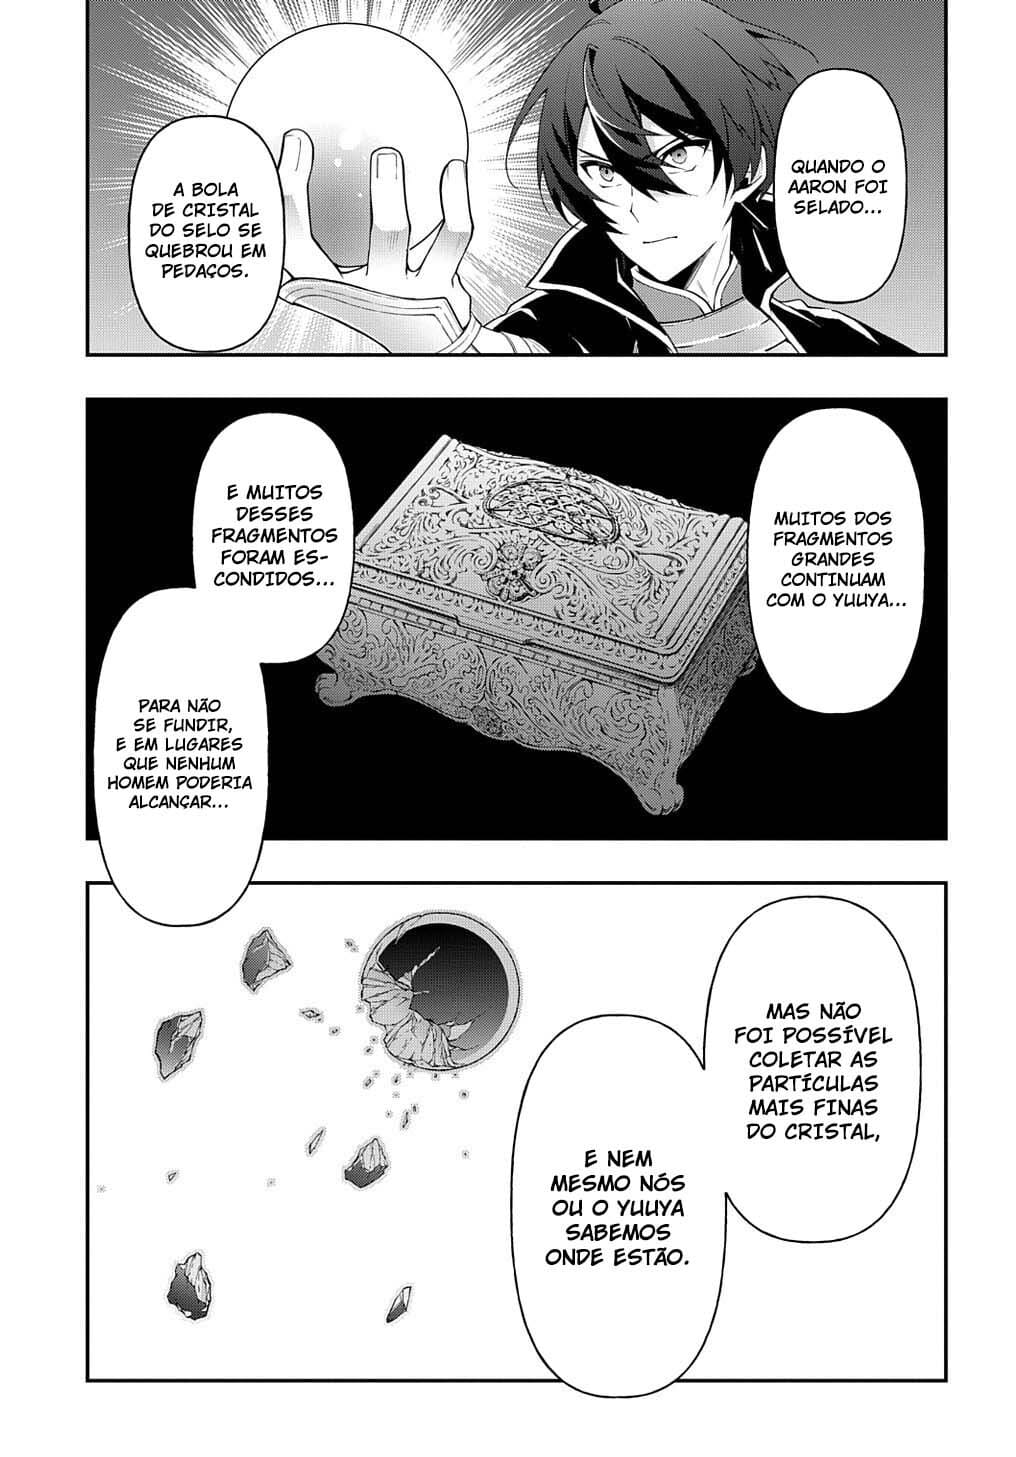 QUANDO O
AARON FOI
SELADO...
A BOLA
DE CRISTAL
DO SELO SE
QUEBROU EM
PEDAÇOS.
MUITOS DOS
FRAGMENTOS
GRANDES
CONTINUAM
COM O YUUYA...
E MUITOS
DESSES
FRAGMENTOS
FORAM ES-
CONDIDOS...
PARA NÃO
SE FUNDIR,
E EM LUGARES
QUE NENHUM
HOMEM PODERIA
ALCANÇAR...
MAS NÃO
FOI POSSÍVEL
COLETAR AS
PARTÍCULAS
MAIS FINAS
DO CRISTAL,
E NEM
MESMO NÓS
OU O YUUYA
SABEMOS
ONDE ESTÃO.